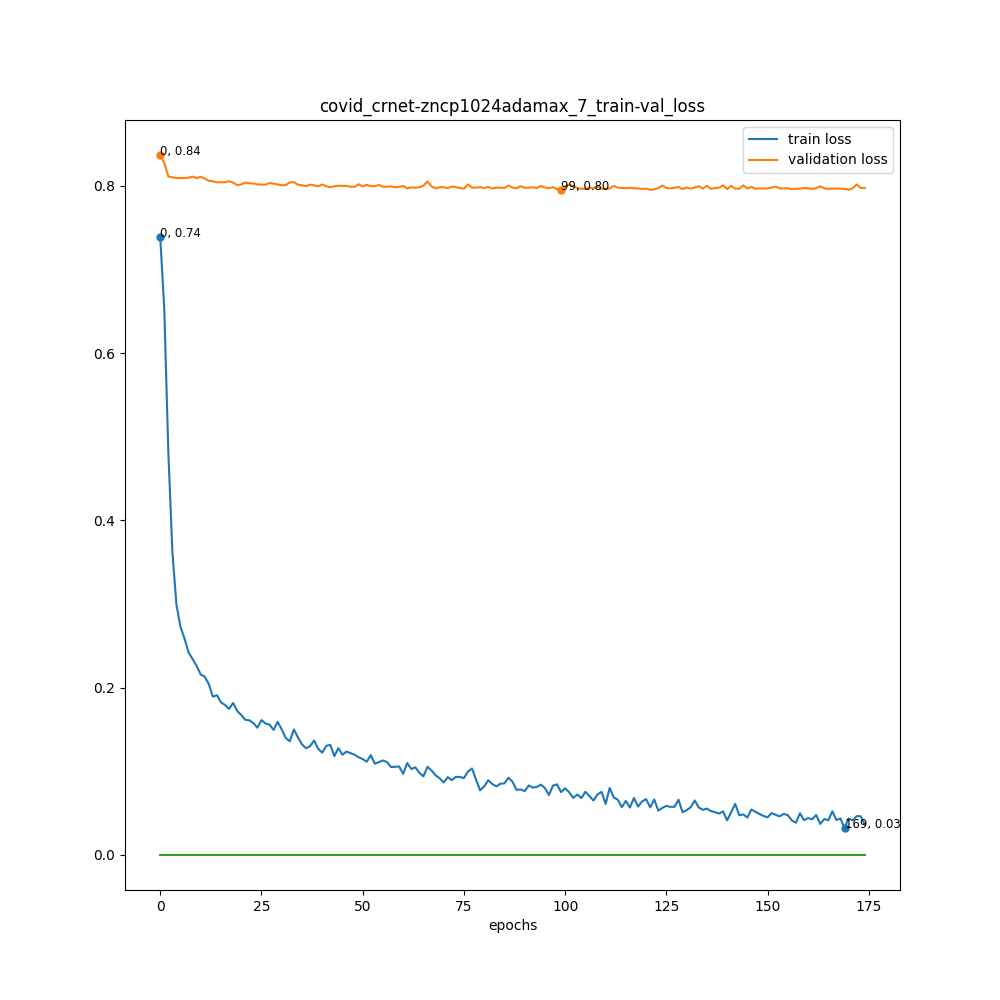 covid_crnet-zncp1024adamax_7_train-val_loss
train loss
validation loss
0, 0.84
99, 0.80
0, 0.74
169, 0.03
0.8
0.6
0.4
0.2
0.0
0 25 50 75 100 125 150 175
epochs